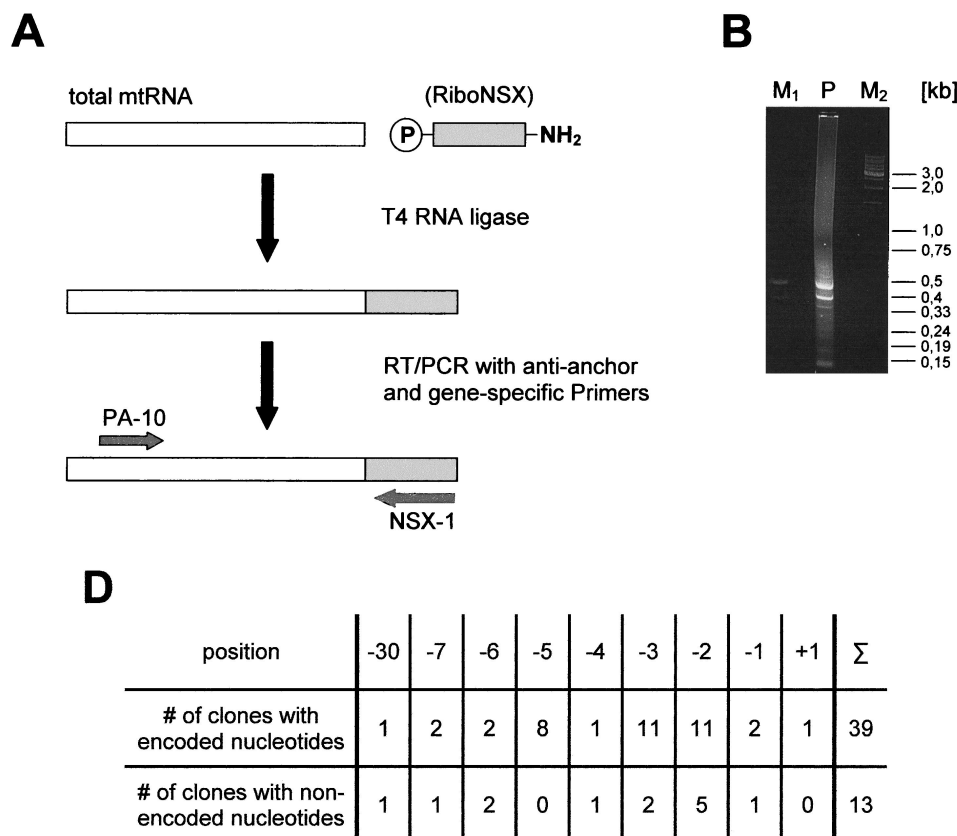 A
total mtRNA
(RiboNSX)
P
NH2
T4 RNA ligase
RT/PCR with anti-anchor
and gene-specific Primers
PA-10
NSX-1
B
M1 P M2 [kb]
3,0
2,0
1,0
0,75
0,5
0,4
0,33
0,24
0,19
0,15
D
position -30 -7 -6 -5 -4 -3 -2 -1 +1 Σ
# of clones with
encoded nucleotides 1 2 2 8 1 11 11 2 1 39
# of clones with non-
encoded nucleotides 1 1 2 0 1 2 5 1 0 13